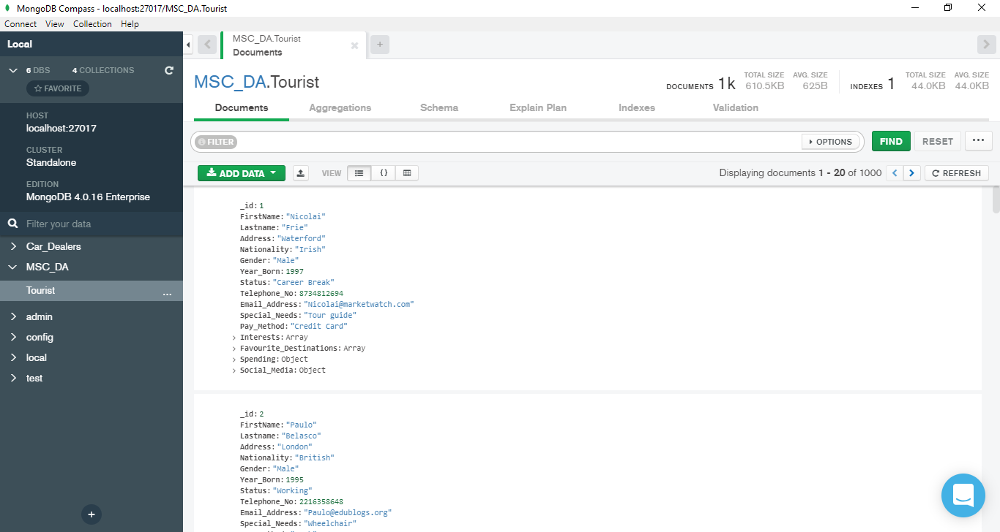 MongoDB Compass - localhost:27017/MSC_DA.Tourist
Connect View Collection Help
Local
6 DBS 4 COLLECTIONS
FAVORITE
HOST
localhost:27017
CLUSTER
Standalone
EDITION
MongoDB 4.0.16 Enterprise
Filter your data
Car_Dealers
MSC_DA
Tourist ...
admin
config
local
test
+
MSC_DA.Tourist
Documents
+
MSC_DA.Tourist
DOCUMENTS 1k TOTAL SIZE 610.5KB AVG. SIZE 625B INDEXES 1 TOTAL SIZE 44.0KB AVG. SIZE 44.0KB
Documents Aggregations Schema Explain Plan Indexes Validation
FILTER OPTIONS FIND RESET ...
ADD DATA VIEW {} Displaying documents 1 - 20 of 1000 REFRESH
_id: 1
FirstName: "Nicolai"
Lastname: "Frie"
Address: "Waterford"
Nationality: "Irish"
Gender: "Male"
Year_Born: 1997
Status: "Career Break"
Telephone_No: 8734812694
Email_Address: "Nicolai@marketwatch.com"
Special_Needs: "Tour guide"
Pay_Method: "Credit Card"
Interests: Array
Favourite_Destinations: Array
Spending: Object
Social_Media: Object
_id: 2
FirstName: "Paulo"
Lastname: "Belasco"
Address: "London"
Nationality: "British"
Gender: "Male"
Year_Born: 1995
Status: "Working"
Telephone_No: 2216358648
Email_Address: "Paulo@edublogs.org"
Special_Needs: "Wheelchair"